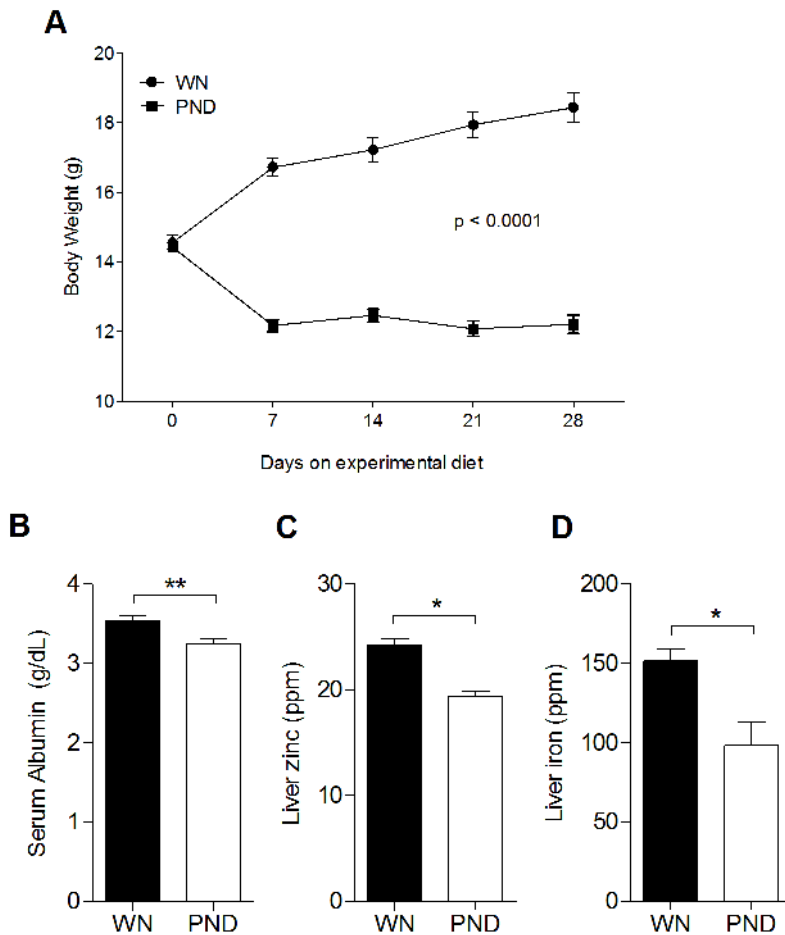 A
20
18
16
14
12
10
Body Weight (g)
WN
PND
p < 0.0001
0 7 14 21 28
Days on experimental diet
B
4
3
2
1
0
Serum Albumin (g/dL)
**
WN PND
C
30
20
10
0
Liver zinc (ppm)
*
WN PND
D
200
150
100
50
0
Liver iron (ppm)
*
WN PND